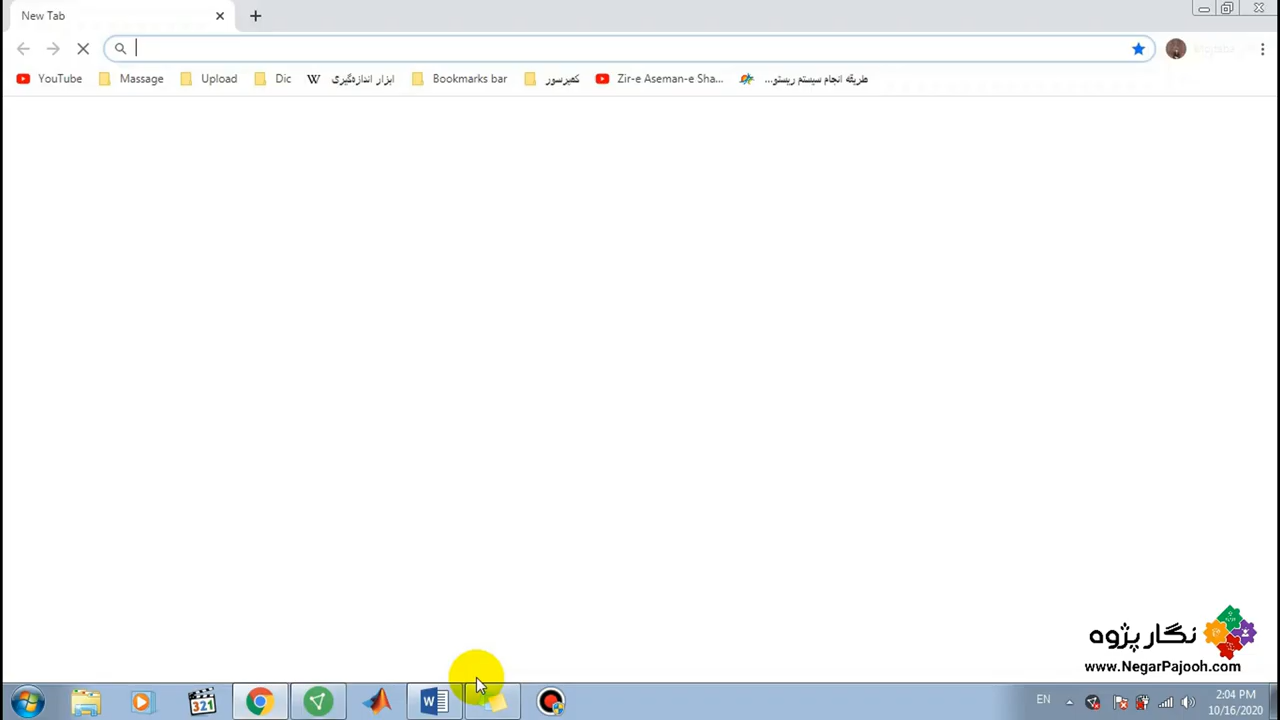 New Tab
YouTube
Massage
Upload
Dic
W ابزار اندازه‌گیری
Bookmarks bar
کمپرسور
Zir-e Aseman-e Sha...
طریقه انجام سیستم ریستو...
نگار پژوه
www.NegarPajooh.com
321
W
EN
2:04 PM
10/16/2020